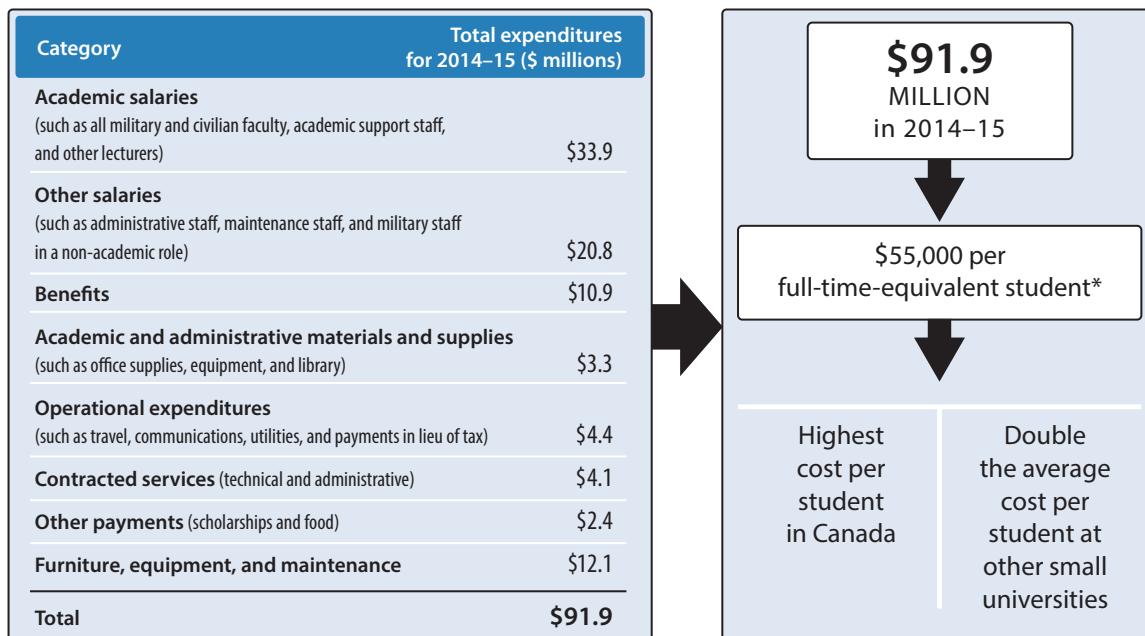 Category
Total expenditures
for 2014–15 ($ millions)
Academic salaries
(such as all military and civilian faculty, academic support staff,
and other lecturers) $33.9
Other salaries
(such as administrative staff, maintenance staff, and military staff
in a non-academic role) $20.8
Benefits $10.9
Academic and administrative materials and supplies
(such as office supplies, equipment, and library) $3.3
Operational expenditures
(such as travel, communications, utilities, and payments in lieu of tax) $4.4
Contracted services (technical and administrative) $4.1
Other payments (scholarships and food) $2.4
Furniture, equipment, and maintenance $12.1
Total $91.9
$91.9
MILLION
in 2014–15
$55,000 per
full-time-equivalent student*
Highest
cost per
student
in Canada
Double
the average
cost per
student at
other small
universities